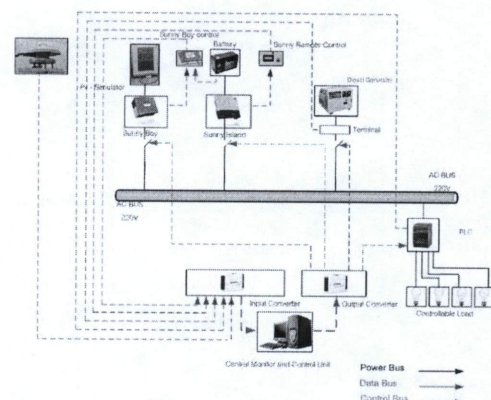 Sunny Boy control
Battery
Sunny Remote Control
PV-Simulator
Diesel Generator
Sunny Boy
Sunny Island
Terminal
AC BUS
220V
AC BUS
220V
PLC
Input Converter
Output Converter
Controllable Load
Central Monitor and Control Unit
Power Bus
Data Bus
Control Bus